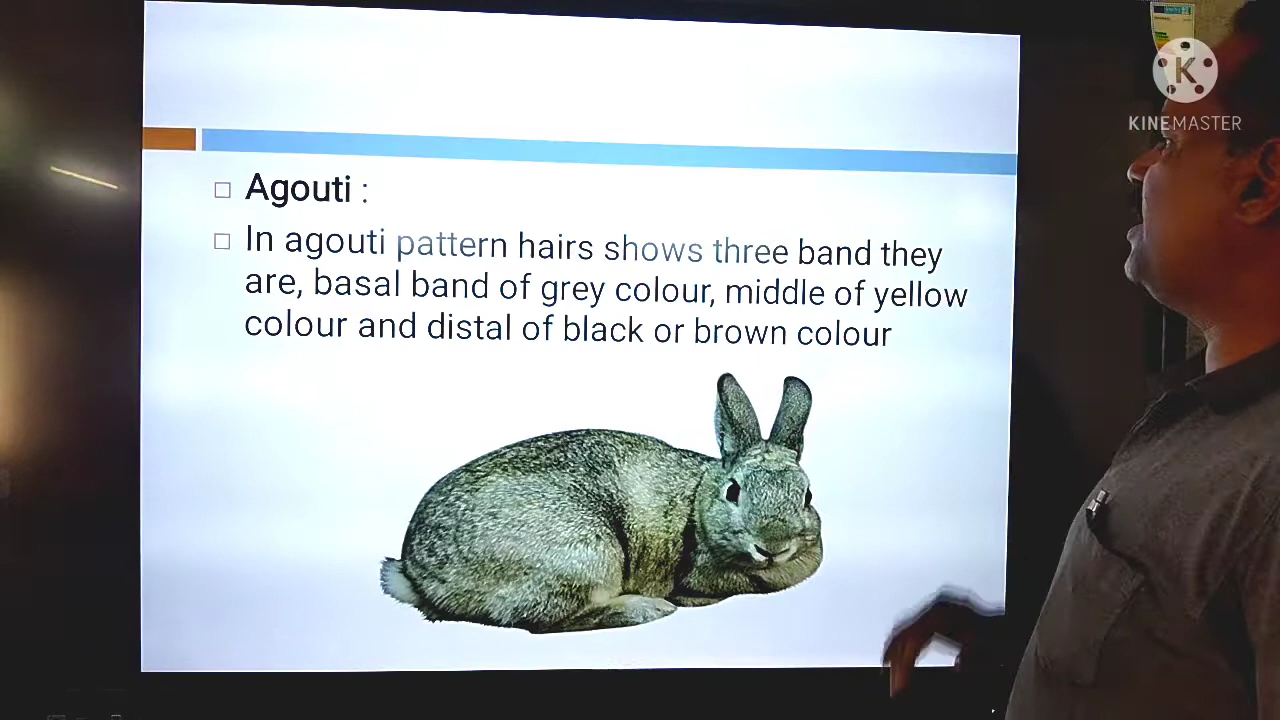 KINEMASTER
Agouti :
In agouti pattern hairs shows three band they
are, basal band of grey colour, middle of yellow
colour and distal of black or brown colour